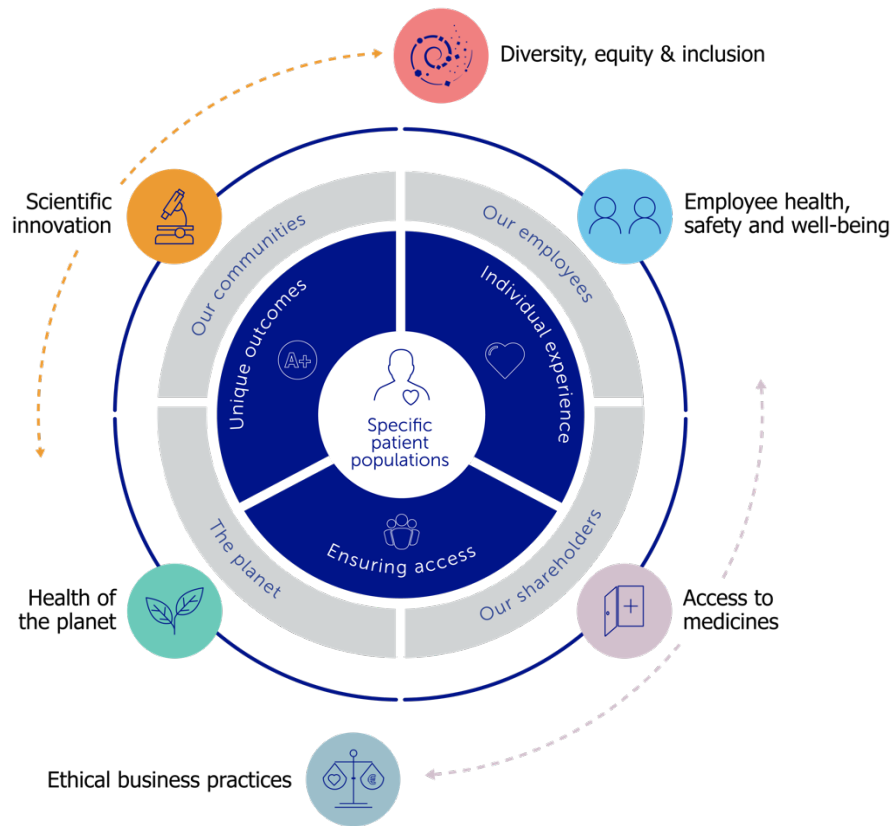 Diversity, equity & inclusion
Scientific
innovation
Employee health,
safety and well-being
Our communities
Our employees
Unique outcomes
A+
Individual experience
Specific
patient
populations
Ensuring access
The planet
Our shareholders
Health of
the planet
Access to
medicines
Ethical business practices
€